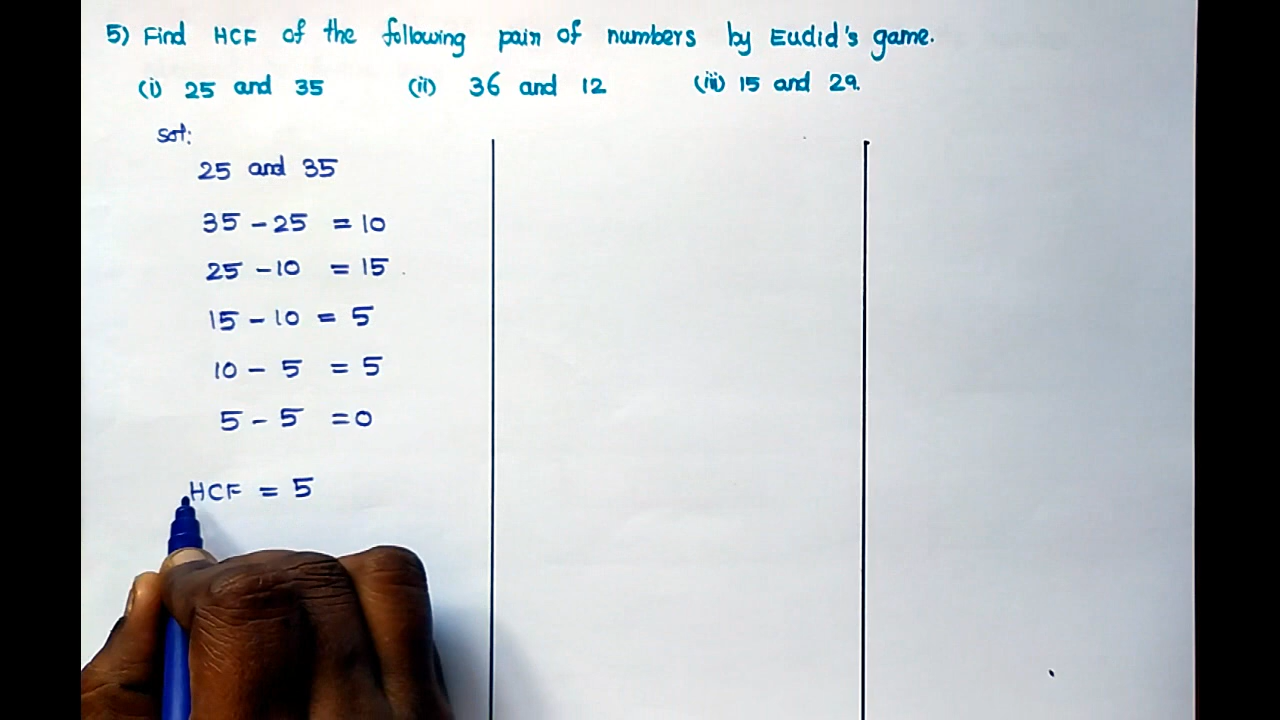 5) Find HCF of the following pair of numbers by Euclid's game.
(i) 25 and 35 (ii) 36 and 12 (iii) 15 and 29.
Sol:
25 and 35
35 - 25 = 10
25 - 10 = 15
15 - 10 = 5
10 - 5 = 5
5 - 5 = 0
HCF = 5